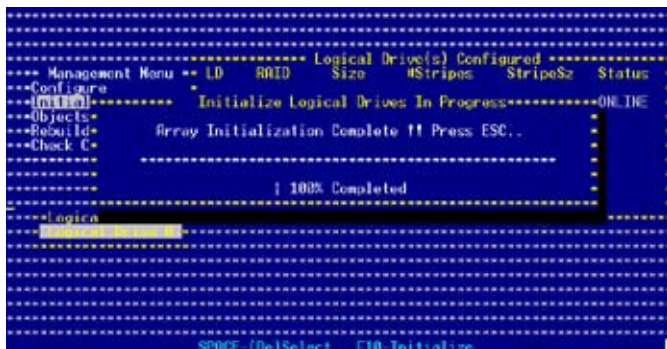 Logical Drive(s) Configured
Management Menu LD RAID Size #Stripes StripeSz Status
Configure
Initial Initialize Logical Drives In Progress ONLINE
Objects
Rebuild Array Initialization Complete !! Press ESC..
Check C
100% Completed
Logica
Logical Drive 0
SPACE-(De)Select F10-Initialize